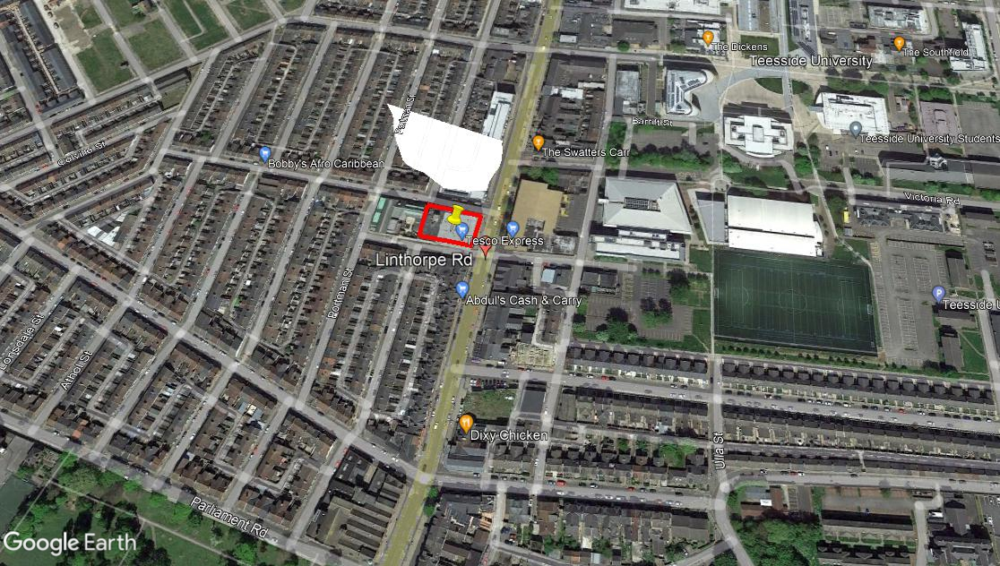 The Dickens
The Southfield
Teesside University
Portman St
Barritt St
Teesside University Students
Colville St
Bobby's Afro Caribbean
The Swatters Carr
Victoria Rd
Tesco Express
Linthorpe Rd
Portman St
Abdul's Cash & Carry
Teesside U
Lonsdale St
Athol St
Dixy Chicken
Ulla St
Parliament Rd
Google Earth